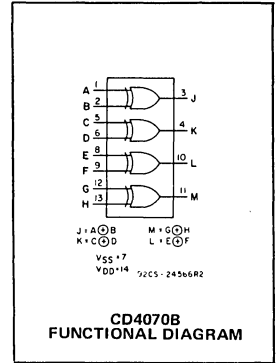 A 1
B 2
3 J
C 5
D 6
4 K
E 8
F 9
10 L
G 12
H 13
11 M
J = A⊕B M = G⊕H
K = C⊕D L = E⊕F
VSS = 7
VDD = 14 92CS-24566R2
CD4070B
FUNCTIONAL DIAGRAM